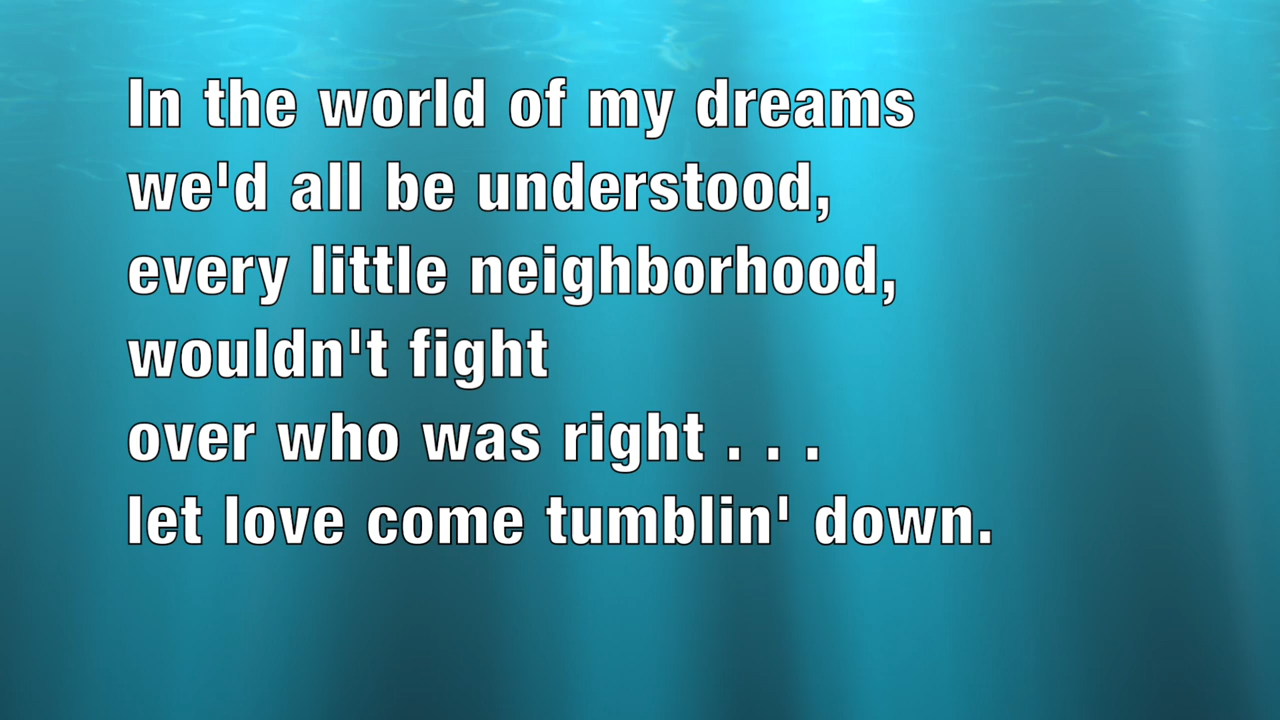 In the world of my dreams
we'd all be understood,
every little neighborhood,
wouldn't fight
over who was right . . .
let love come tumblin' down.